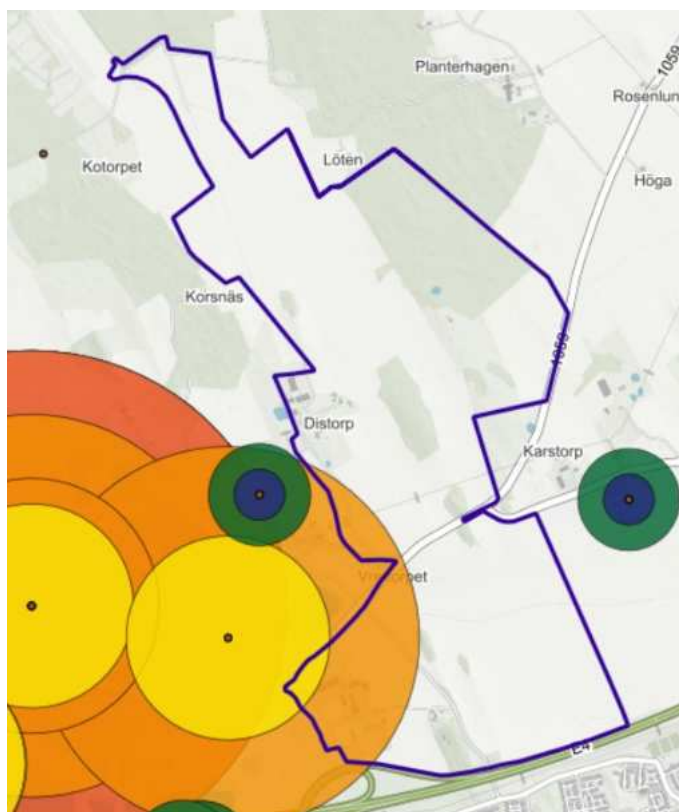 Planterhagen
1059
Rosenlun
Kotorpet
Löten
Höga
Korsnäs
1059
Distorp
Karstorp
E4